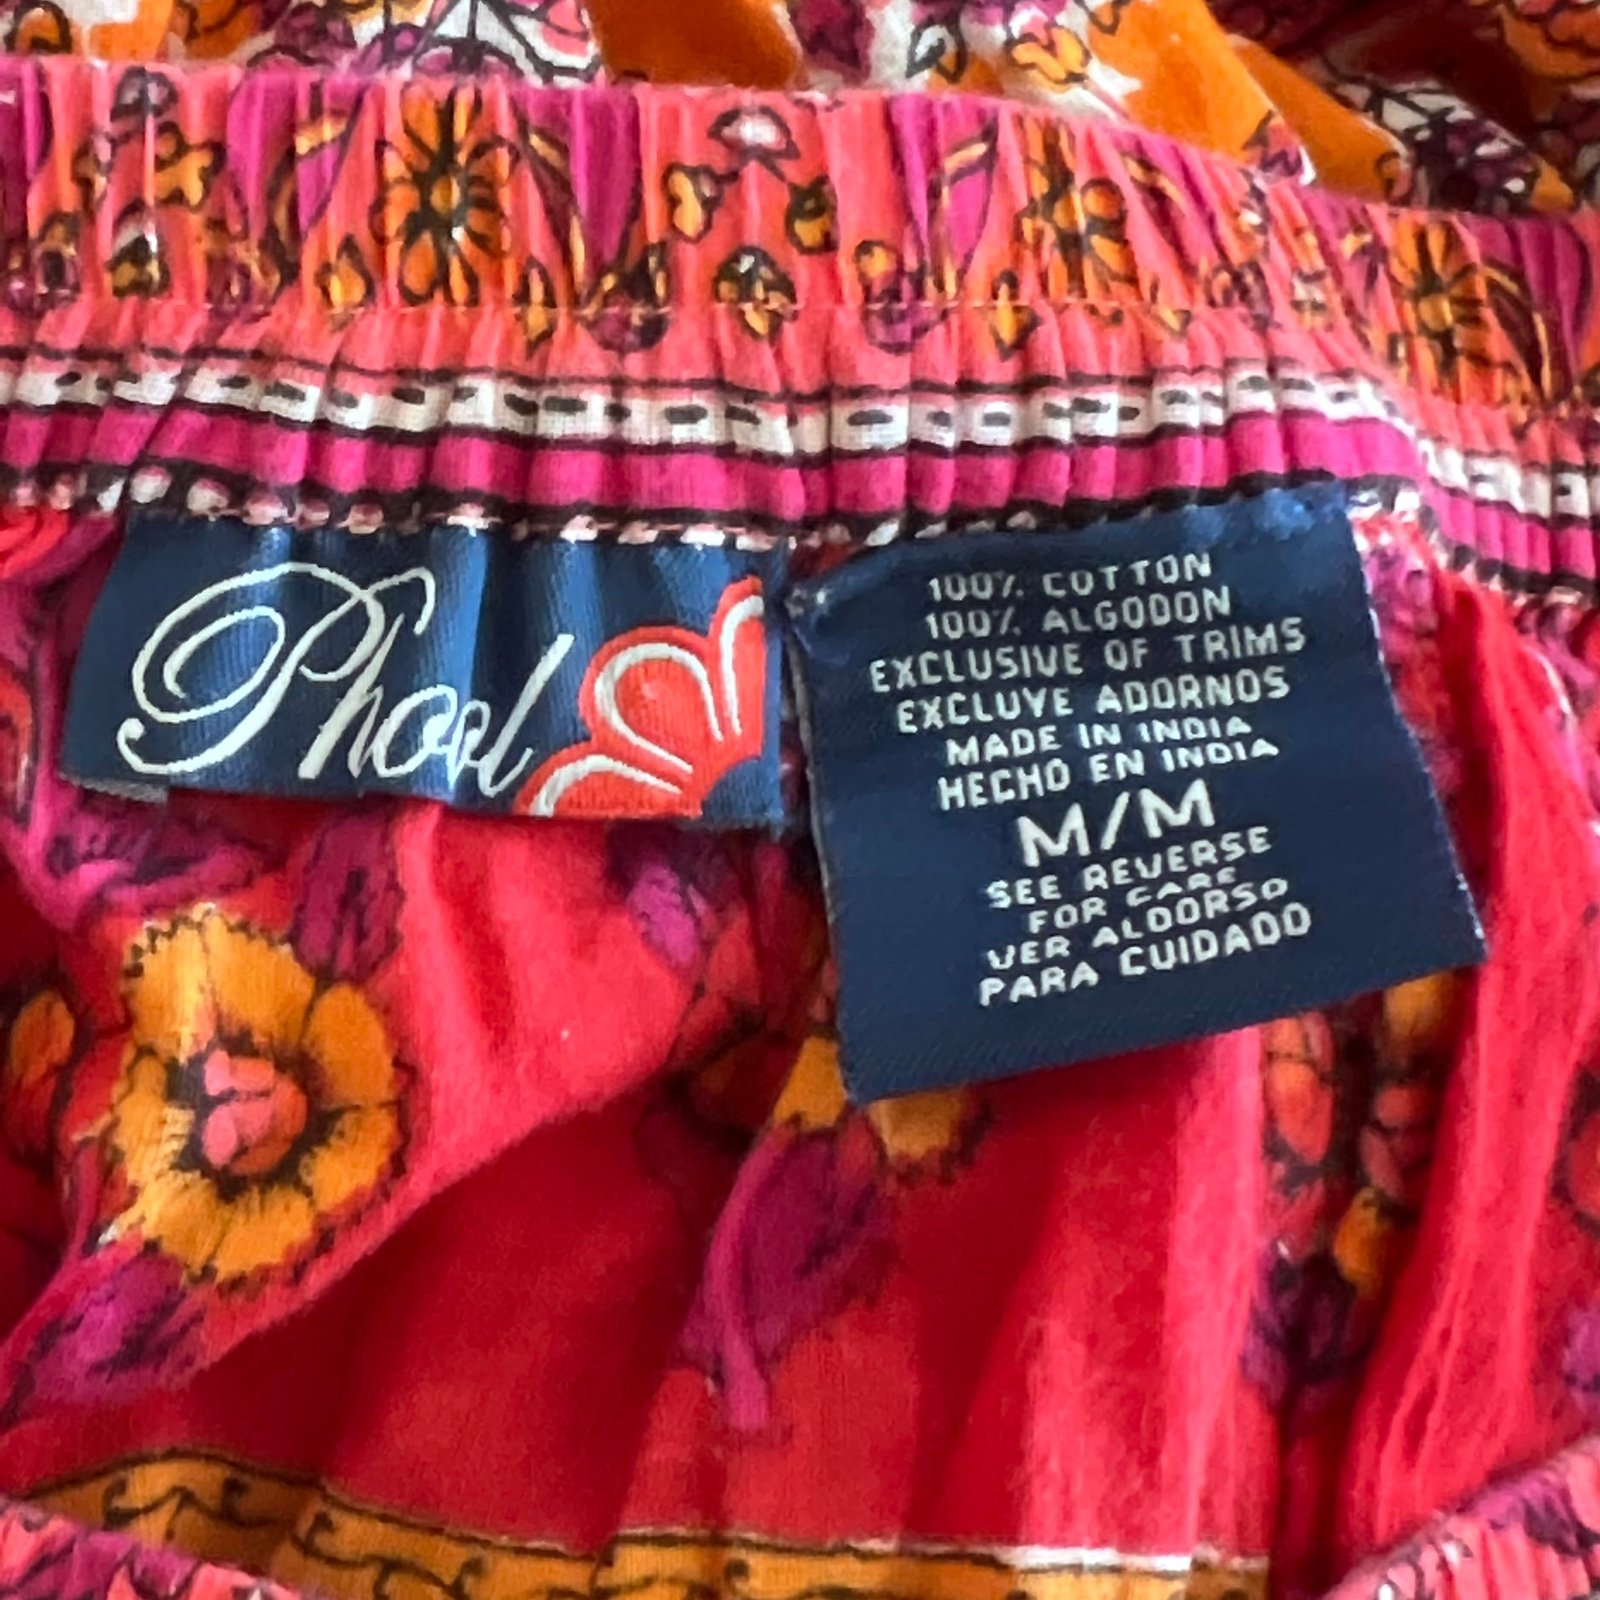 Phool
100% COTTON
100% ALGODON
EXCLUSIVE OF TRIMS
EXCLUYE ADORNOS
MADE IN INDIA
HECHO EN INDIA
M/M
SEE REVERSE
FOR CARE
VER ALDORSO
PARA CUIDADO